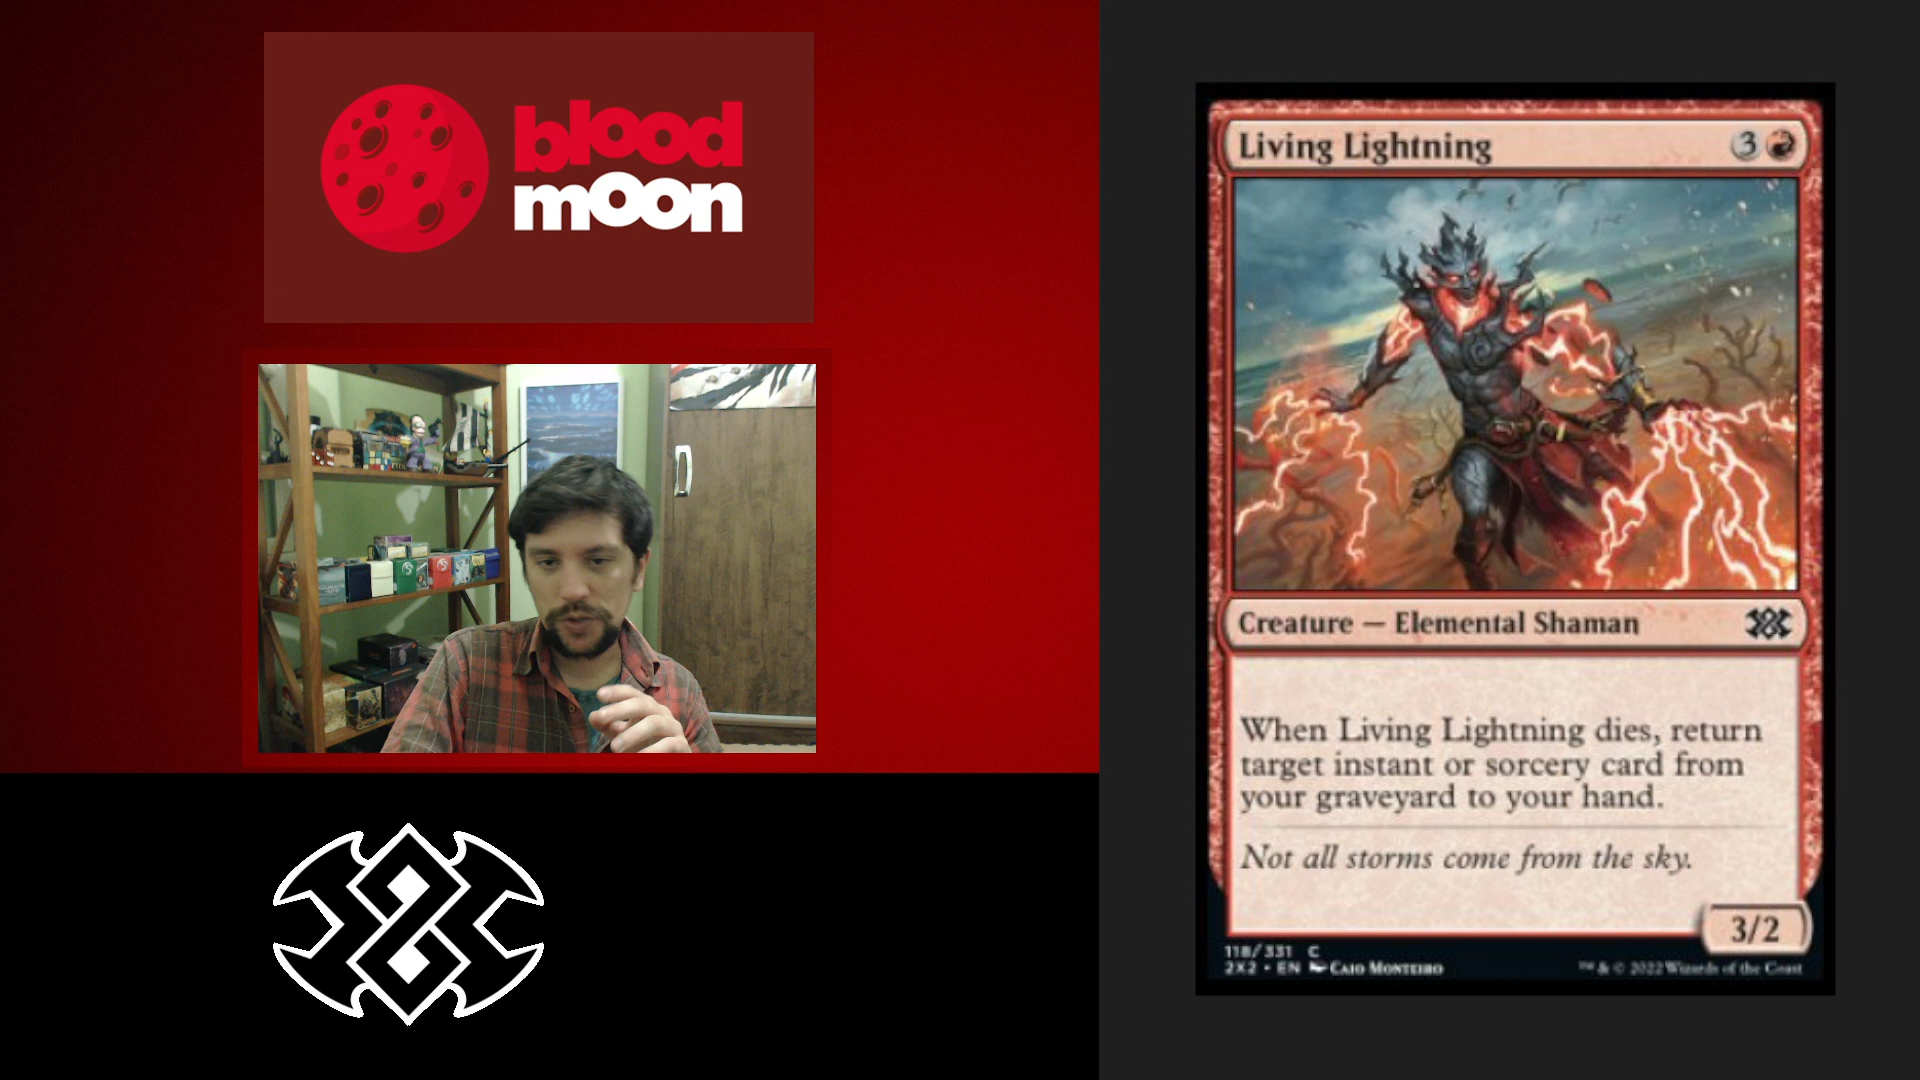 blood
moon
Living Lightning
3
Creature — Elemental Shaman
When Living Lightning dies, return
target instant or sorcery card from
your graveyard to your hand.
Not all storms come from the sky.
3/2
118/331 C
2X2 • EN Caio Monteiro
™ & © 2022 Wizards of the Coast